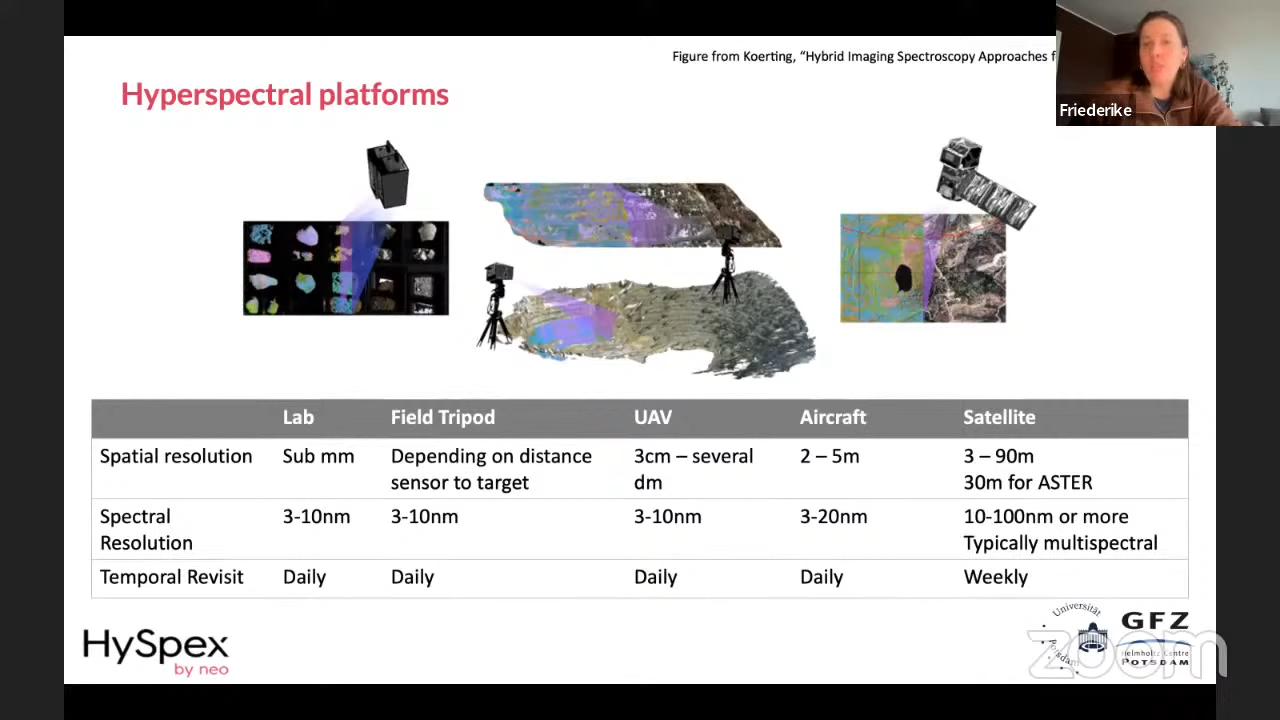 Figure from Koerting, “Hybrid Imaging Spectroscopy Approaches f
Friederike
Hyperspectral platforms
Lab Field Tripod UAV Aircraft Satellite
Spatial resolution Sub mm Depending on distance sensor to target 3cm – several dm 2 – 5m 3 – 90m 30m for ASTER
Spectral Resolution 3-10nm 3-10nm 3-10nm 3-20nm 10-100nm or more Typically multispectral
Temporal Revisit Daily Daily Daily Daily Weekly
HySpex
by neo
Universität Potsdam
GFZ
Helmholtz Centre
POTSDAM
zoom